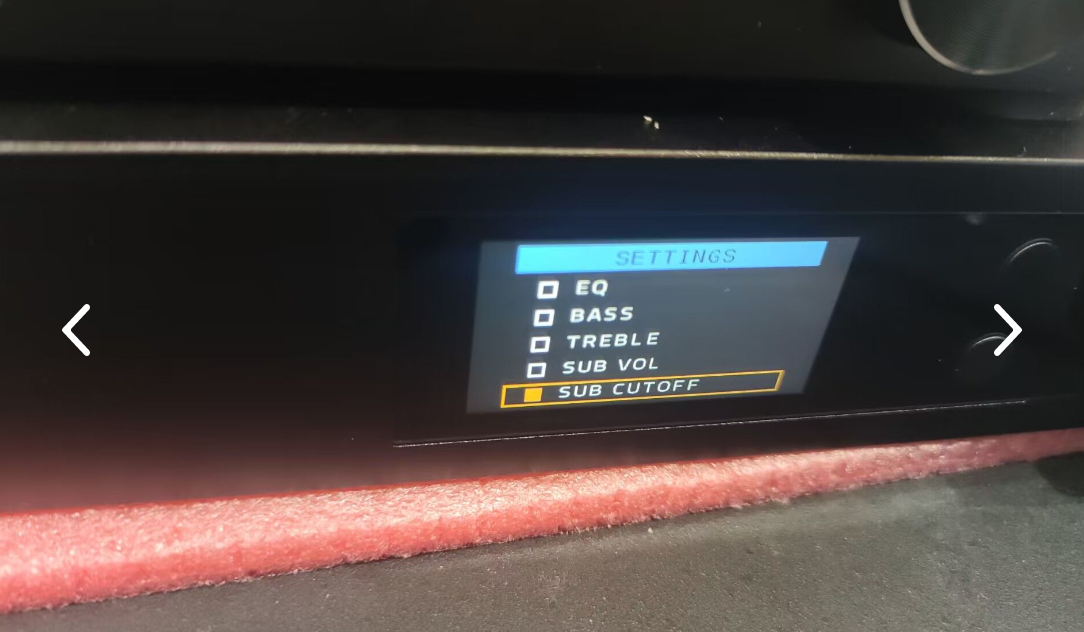 SETTINGS
EQ
BASS
TREBLE
SUB VOL
SUB CUTOFF